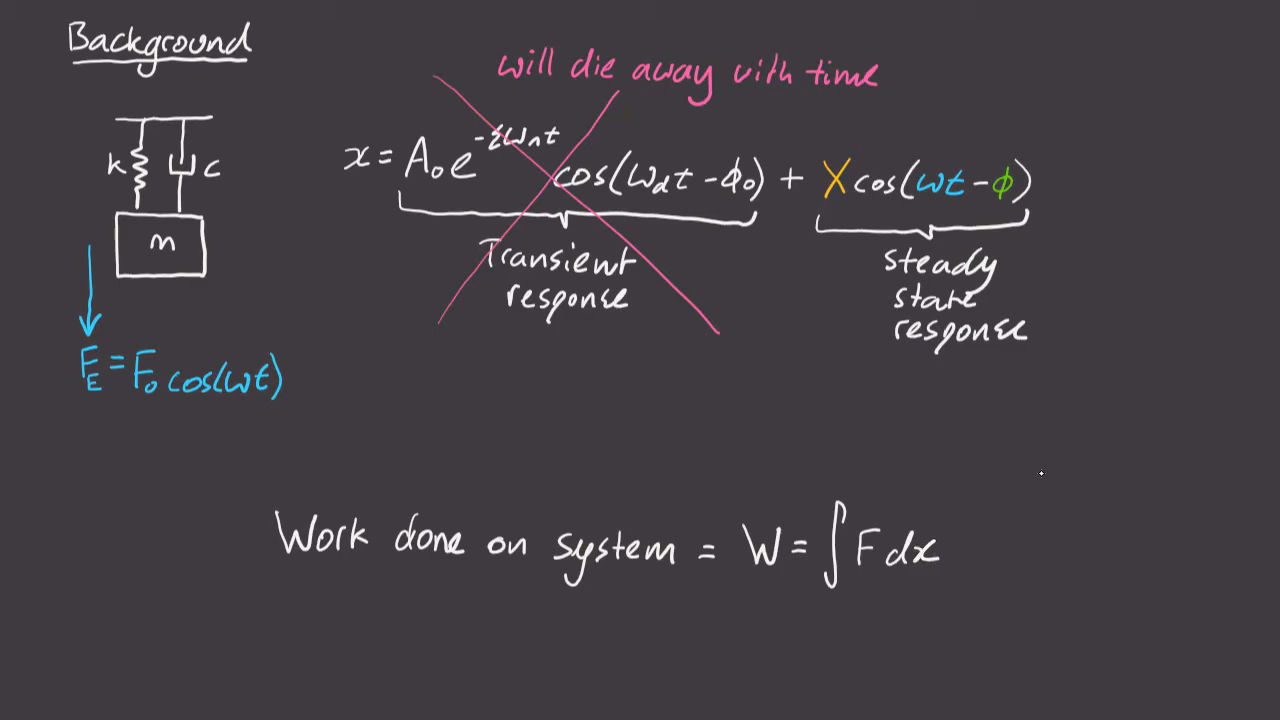 Background
will die away with time
x = A₀e^(-ζωₙt) cos(ω_d t - ϕ₀) + X cos(ωt - ϕ)
k
c
m
Transient response
steady state response
F_E = F₀ cos(ωt)
Work done on system = W = ∫ F dx